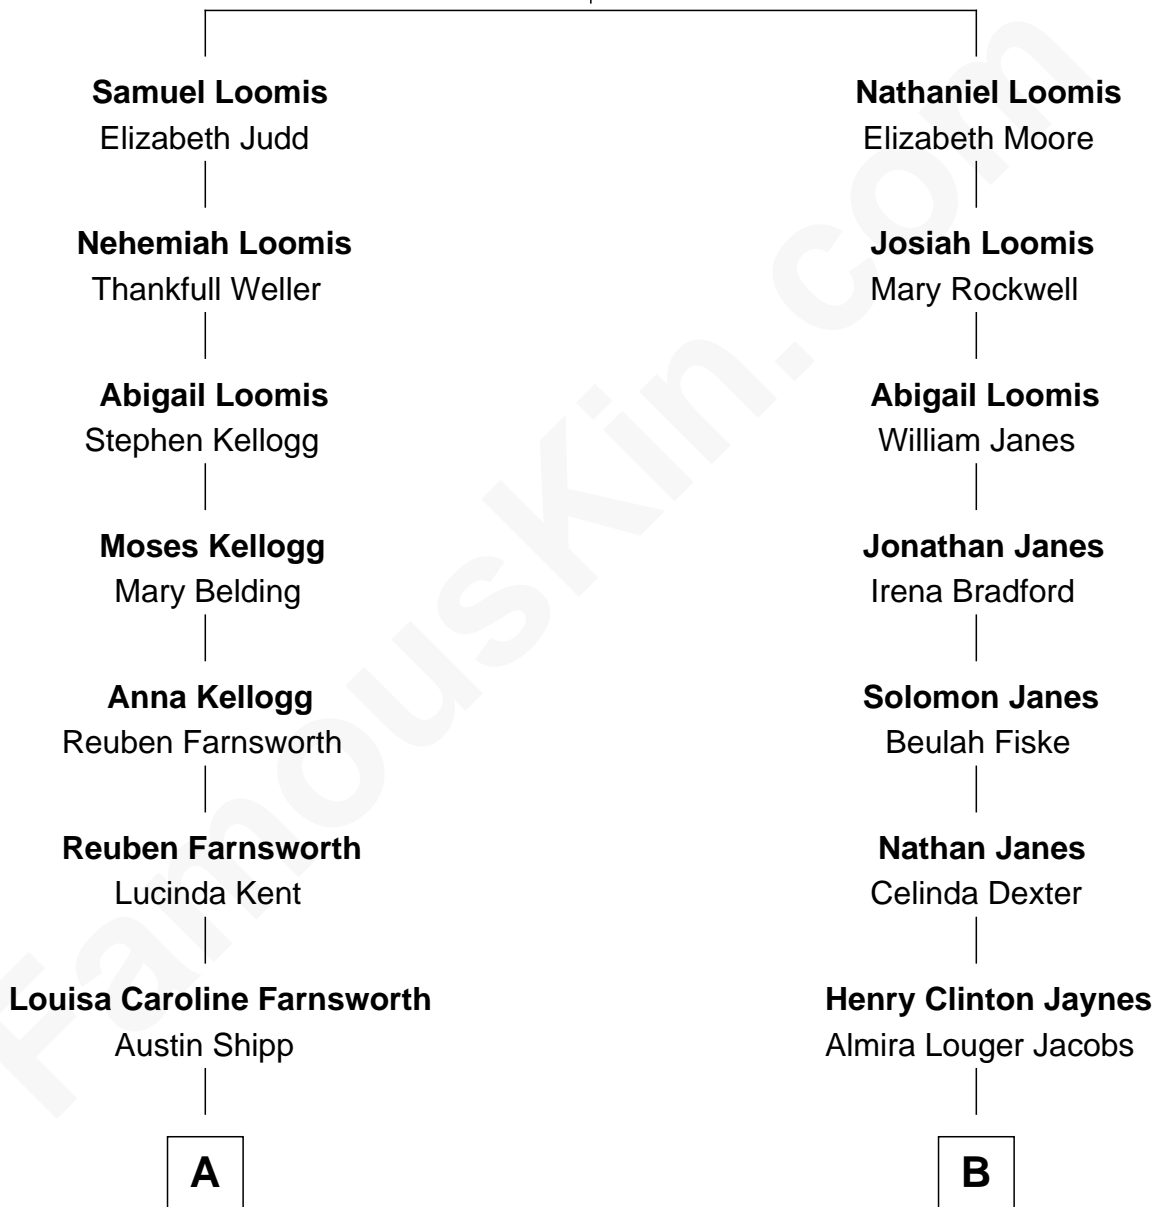 Samuel Loomis
Elizabeth Judd
Nehemiah Loomis
Thankfull Weller
Abigail Loomis
Stephen Kellogg
Moses Kellogg
Mary Belding
Anna Kellogg
Reuben Farnsworth
Reuben Farnsworth
Lucinda Kent
Louisa Caroline Farnsworth
Austin Shipp
A
Nathaniel Loomis
Elizabeth Moore
Josiah Loomis
Mary Rockwell
Abigail Loomis
William Janes
Jonathan Janes
Irena Bradford
Solomon Janes
Beulah Fiske
Nathan Janes
Celinda Dexter
Henry Clinton Jaynes
Almira Louger Jacobs
B
FamousKin.com